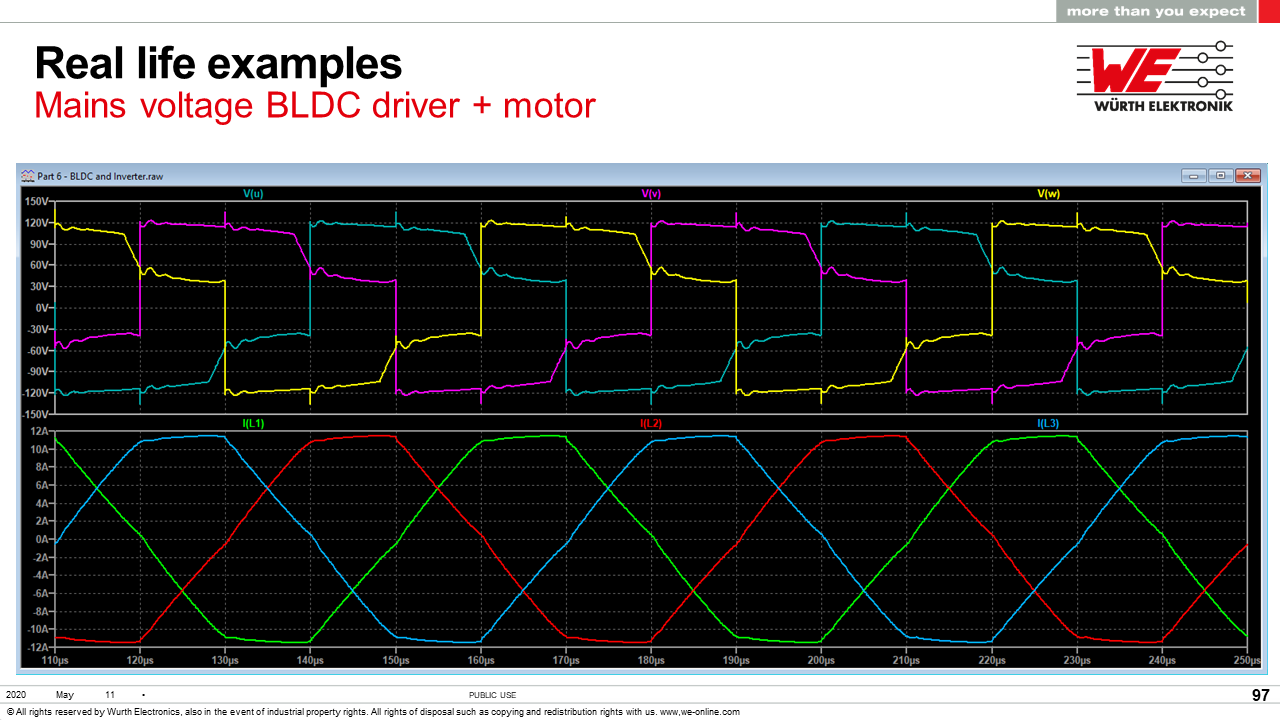 more than you expect
Real life examples
Mains voltage BLDC driver + motor
WE
WÜRTH ELEKTRONIK
Part 6 - BLDC and Inverter.raw
V(u) V(v) V(w)
150V
120V
90V
60V
30V
0V
-30V
-60V
-90V
-120V
-150V
I(L1) I(L2) I(L3)
12A
10A
8A
6A
4A
2A
0A
-2A
-4A
-6A
-8A
-10A
-12A
110µs 120µs 130µs 140µs 150µs 160µs 170µs 180µs 190µs 200µs 210µs 220µs 230µs 240µs 250µs
2020 May 11 • PUBLIC USE 97
© All rights reserved by Wurth Electronics, also in the event of industrial property rights. All rights of disposal such as copying and redistribution rights with us. www,we-online.com